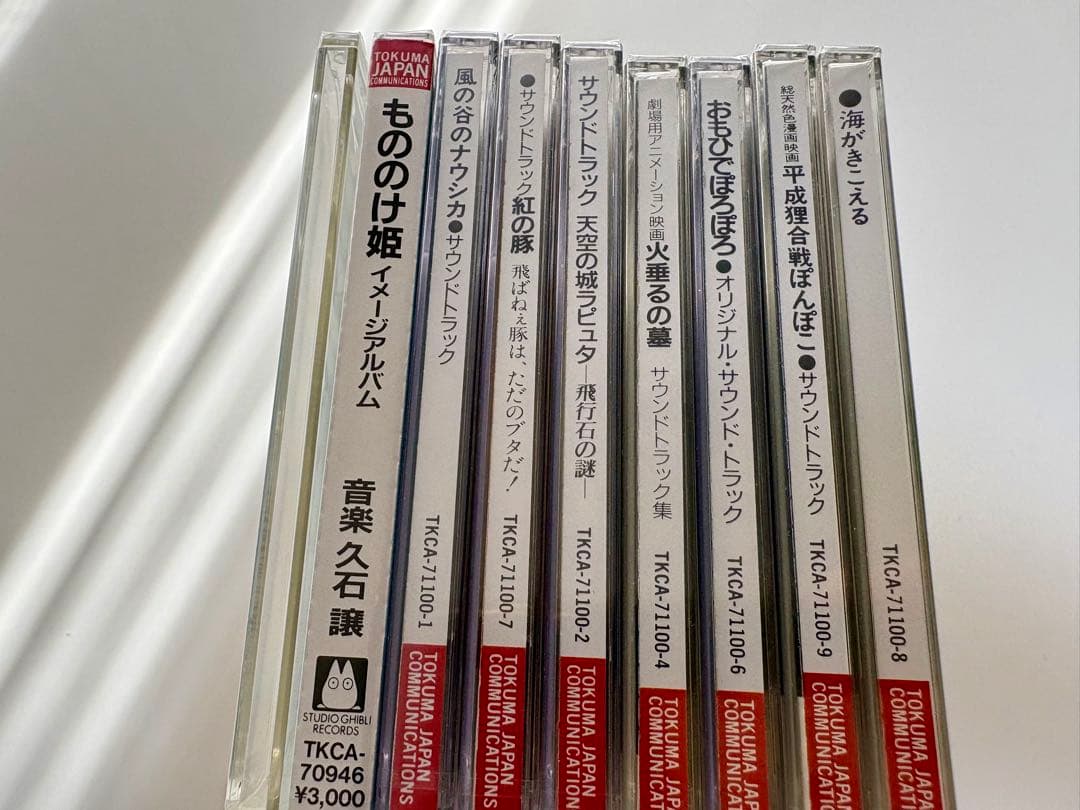 TOKUMA
JAPAN
COMMUNICATIONS
もののけ姫 イメージアルバム
音楽 久石 譲
STUDIO GHIBLI
RECORDS
TKCA-
70946
¥3,000
風の谷のナウシカ●サウンドトラック
TKCA-71100-1
TOKUMA JAPAN
COMMUNICATIONS
●サウンドトラック 紅の豚 飛ばねぇ豚は、ただのブタだ!
TKCA-71100-7
TOKUMA JAPAN
COMMUNICATIONS
サウンドトラック 天空の城ラピュタ―飛行石の謎―
TKCA-71100-2
TOKUMA JAPAN
COMMUNICATIONS
劇場用アニメーション映画 火垂るの墓 サウンドトラック集
TKCA-71100-4
TOKUMA JA
COMMUNICAT
おもひでぽろぽろ●オリジナル・サウンド・トラック
TKCA-71100-6
TOKUMA JA
COMMUNICA
総天然色漫画映画 平成狸合戦ぽんぽこ●サウンドトラック
TKCA-71100-9
TOKUMA JAP
COMMUNICAT
●海がきこえる
TKCA-71100-8
TOKUMA JAP
COMMUNICAT